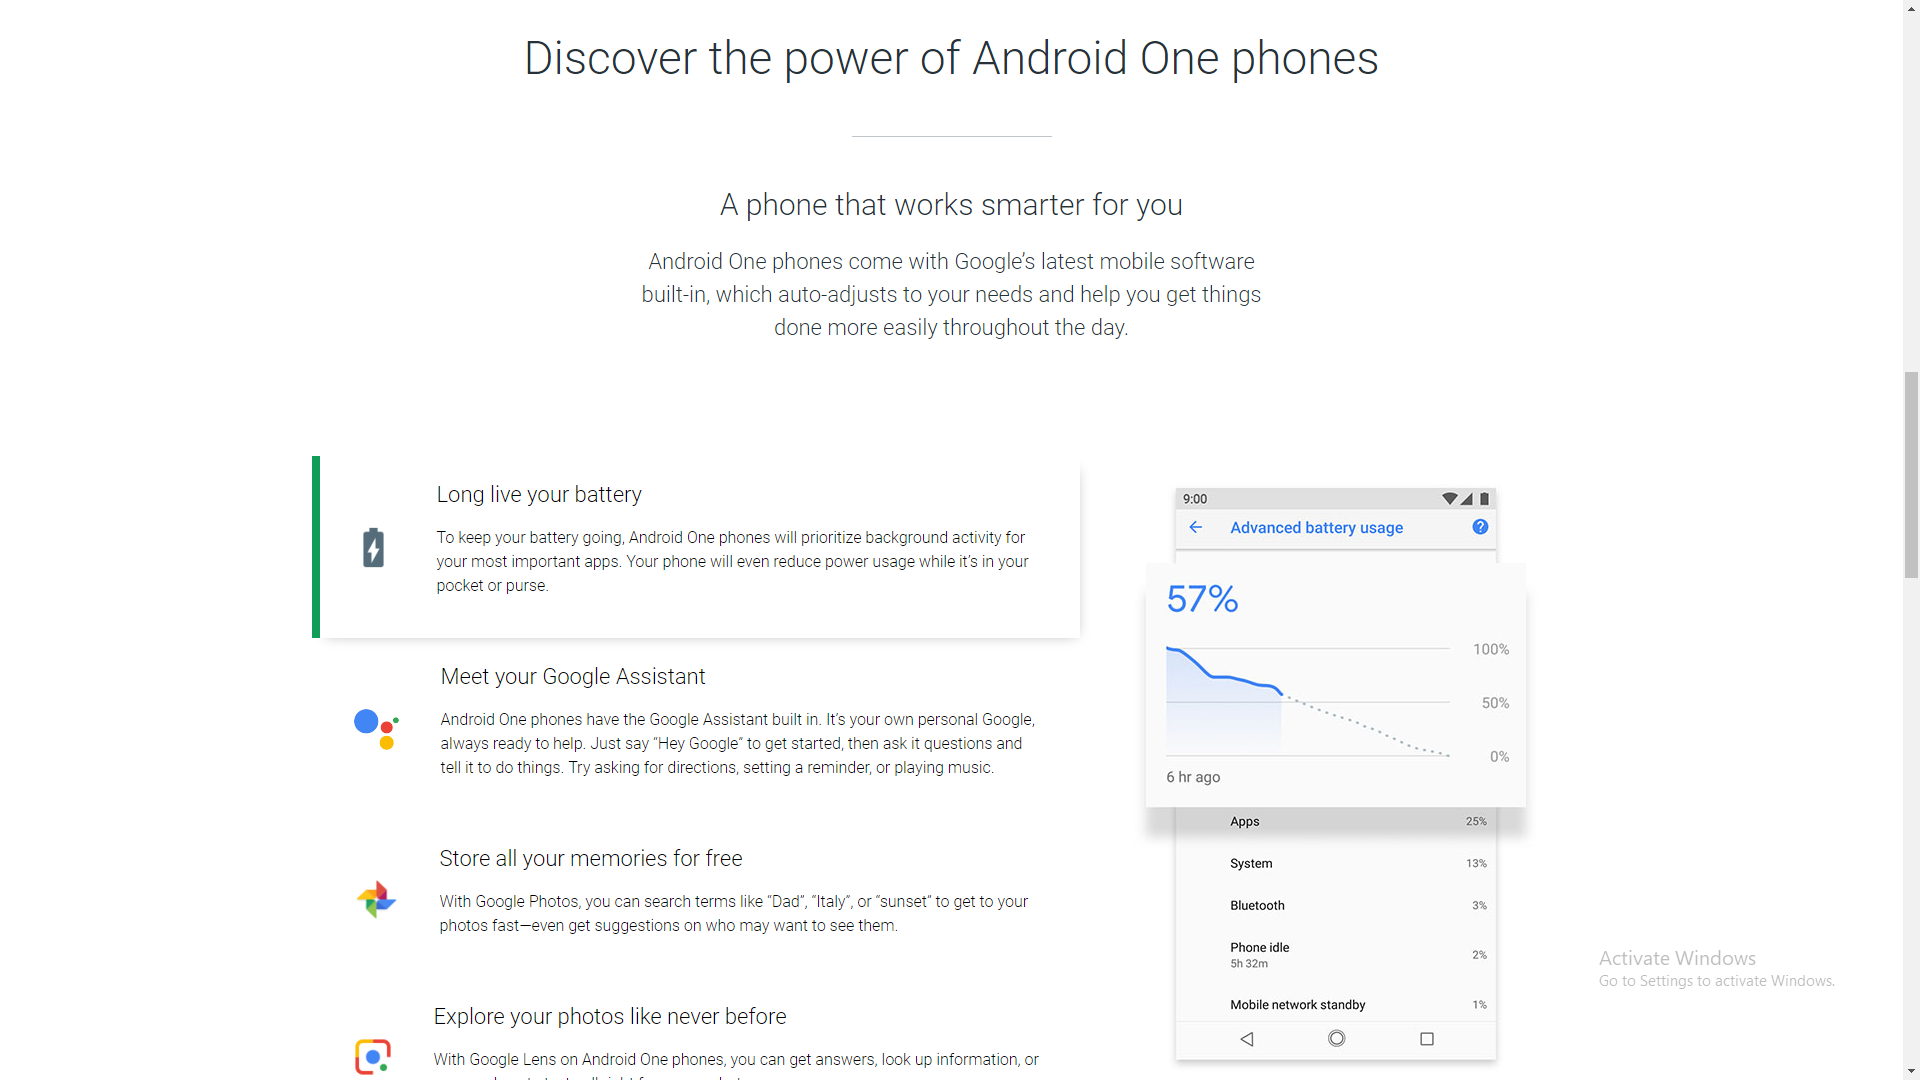 Discover the power of Android One phones
A phone that works smarter for you
Android One phones come with Google’s latest mobile software
built-in, which auto-adjusts to your needs and help you get things
done more easily throughout the day.
Long live your battery
To keep your battery going, Android One phones will prioritize background activity for
your most important apps. Your phone will even reduce power usage while it’s in your
pocket or purse.
Meet your Google Assistant
Android One phones have the Google Assistant built in. It’s your own personal Google,
always ready to help. Just say “Hey Google” to get started, then ask it questions and
tell it to do things. Try asking for directions, setting a reminder, or playing music.
Store all your memories for free
With Google Photos, you can search terms like “Dad”, “Italy”, or “sunset” to get to your
photos fast—even get suggestions on who may want to see them.
Explore your photos like never before
With Google Lens on Android One phones, you can get answers, look up information, or
9:00
Advanced battery usage
57%
100%
50%
0%
6 hr ago
Apps 25%
System 13%
Bluetooth 3%
Phone idle 2%
5h 32m
Mobile network standby 1%
Activate Windows
Go to Settings to activate Windows.